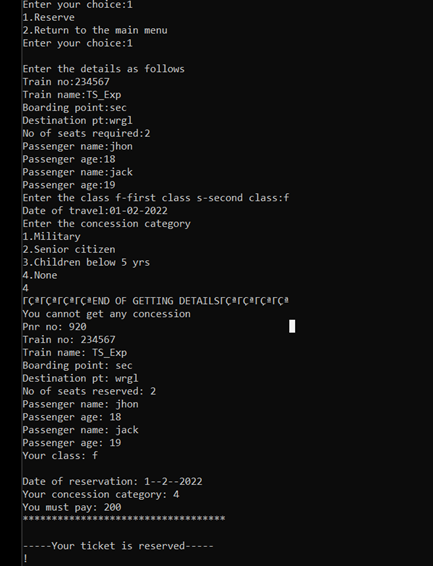 Enter your choice:1
1.Reserve
2.Return to the main menu
Enter your choice:1
Enter the details as follows
Train no:234567
Train name:TS_Exp
Boarding point:sec
Destination pt:wrgl
No of seats required:2
Passenger name:jhon
Passenger age:18
Passenger name:jack
Passenger age:19
Enter the class f-first class s-second class:f
Date of travel:01-02-2022
Enter the concession category
1.Military
2.Senior citizen
3.Children below 5 yrs
4.None
4
ΓÇªΓÇªΓÇªΓÇªEND OF GETTING DETAILSΓÇªΓÇªΓÇªΓÇª
You cannot get any concession
Pnr no: 920
Train no: 234567
Train name: TS_Exp
Boarding point: sec
Destination pt: wrgl
No of seats reserved: 2
Passenger name: jhon
Passenger age: 18
Passenger name: jack
Passenger age: 19
Your class: f
Date of reservation: 1--2--2022
Your concession category: 4
You must pay: 200
***********************************
-----Your ticket is reserved-----
!